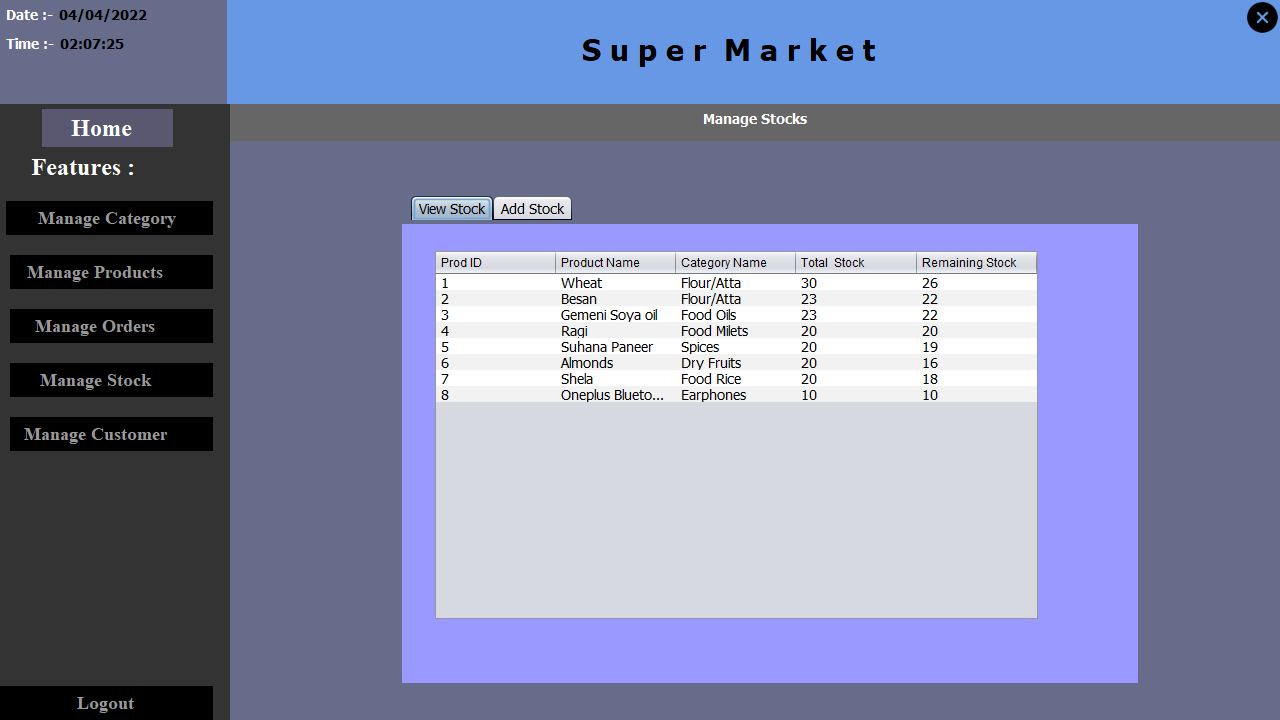 Date :- 04/04/2022
Time :- 02:07:25
Super Market
Manage Stocks
Home
Features :
Manage Category
Manage Products
Manage Orders
Manage Stock
Manage Customer
Logout
View Stock Add Stock
Prod ID Product Name Category Name Total Stock Remaining Stock
1 Wheat Flour/Atta 30 26
2 Besan Flour/Atta 23 22
3 Gemeni Soya oil Food Oils 23 22
4 Ragi Food Milets 20 20
5 Suhana Paneer Spices 20 19
6 Almonds Dry Fruits 20 16
7 Shela Food Rice 20 18
8 Oneplus Blueto... Earphones 10 10